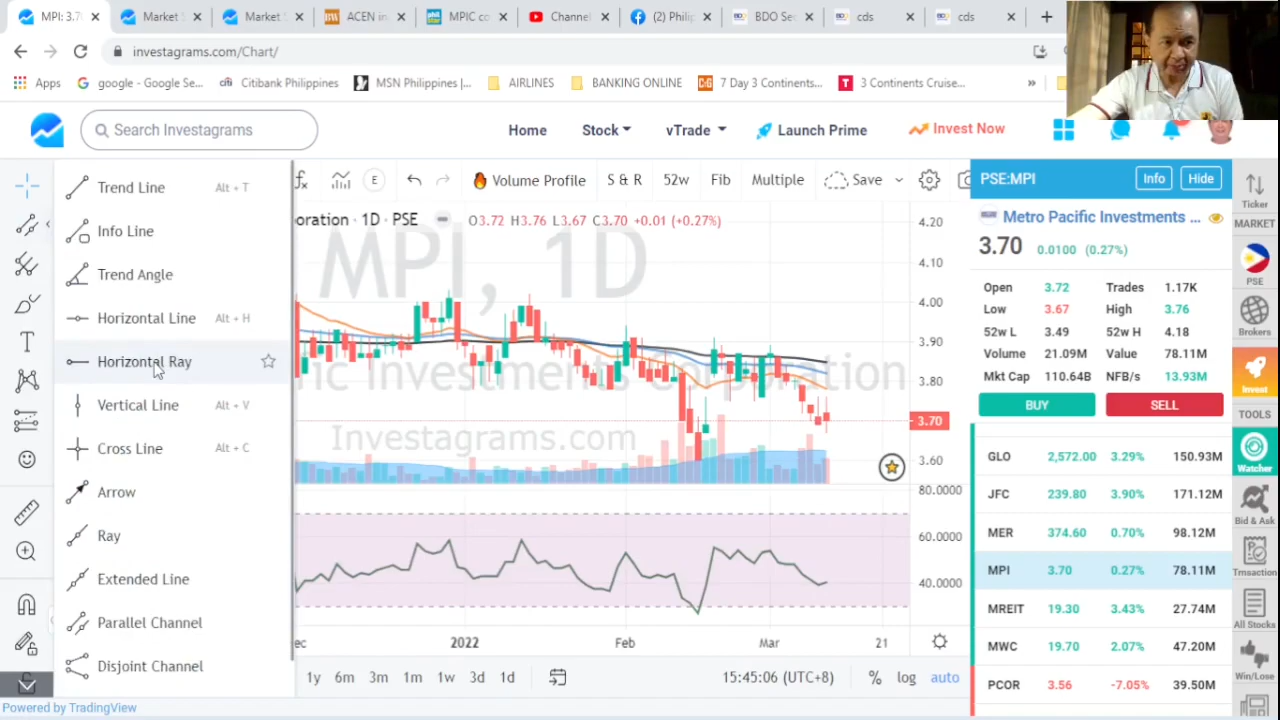 MPI: 3.7
Market
Market
ACEN in
MPIC co
Channel
(2) Philip
BDO Se
cds
cds
investagrams.com/Chart/
Apps
google - Google Se...
Citibank Philippines
MSN Philippines |...
AIRLINES
BANKING ONLINE
7 Day 3 Continents...
3 Continents Cruise...
»
Search Investagrams
Home
Stock
vTrade
Launch Prime
Invest Now
Trend Line Alt + T
Info Line
Trend Angle
Horizontal Line Alt + H
Horizontal Ray
Vertical Line Alt + V
Cross Line Alt + C
Arrow
Ray
Extended Line
Parallel Channel
Disjoint Channel
E
Volume Profile
S & R
52w
Fib
Multiple
Save
oration · 1D · PSE
O3.72 H3.76 L3.67 C3.70 +0.01 (+0.27%)
MPI, 1D
ic Investments Corporation
Investagrams.com
4.20
4.10
4.00
3.90
3.80
3.70
3.60
80.0000
60.0000
40.0000
ec 2022 Feb Mar 21
1y 6m 3m 1m 1w 3d 1d
15:45:06 (UTC+8)
% log auto
Powered by TradingView
PSE:MPI
Info
Hide
Metro Pacific Investments ...
3.70 0.0100 (0.27%)
Open 3.72 Trades 1.17K
Low 3.67 High 3.76
52w L 3.49 52w H 4.18
Volume 21.09M Value 78.11M
Mkt Cap 110.64B NFB/s 13.93M
BUY
SELL
GLO 2,572.00 3.29% 150.93M
JFC 239.80 3.90% 171.12M
MER 374.60 0.70% 98.12M
MPI 3.70 0.27% 78.11M
MREIT 19.30 3.43% 27.74M
MWC 19.70 2.07% 47.20M
PCOR 3.56 -7.05% 39.50M
Ticker
MARKET
PSE
Brokers
Invest
TOOLS
Watcher
Bid & Ask
Trnsaction
All Stocks
Win/Lose